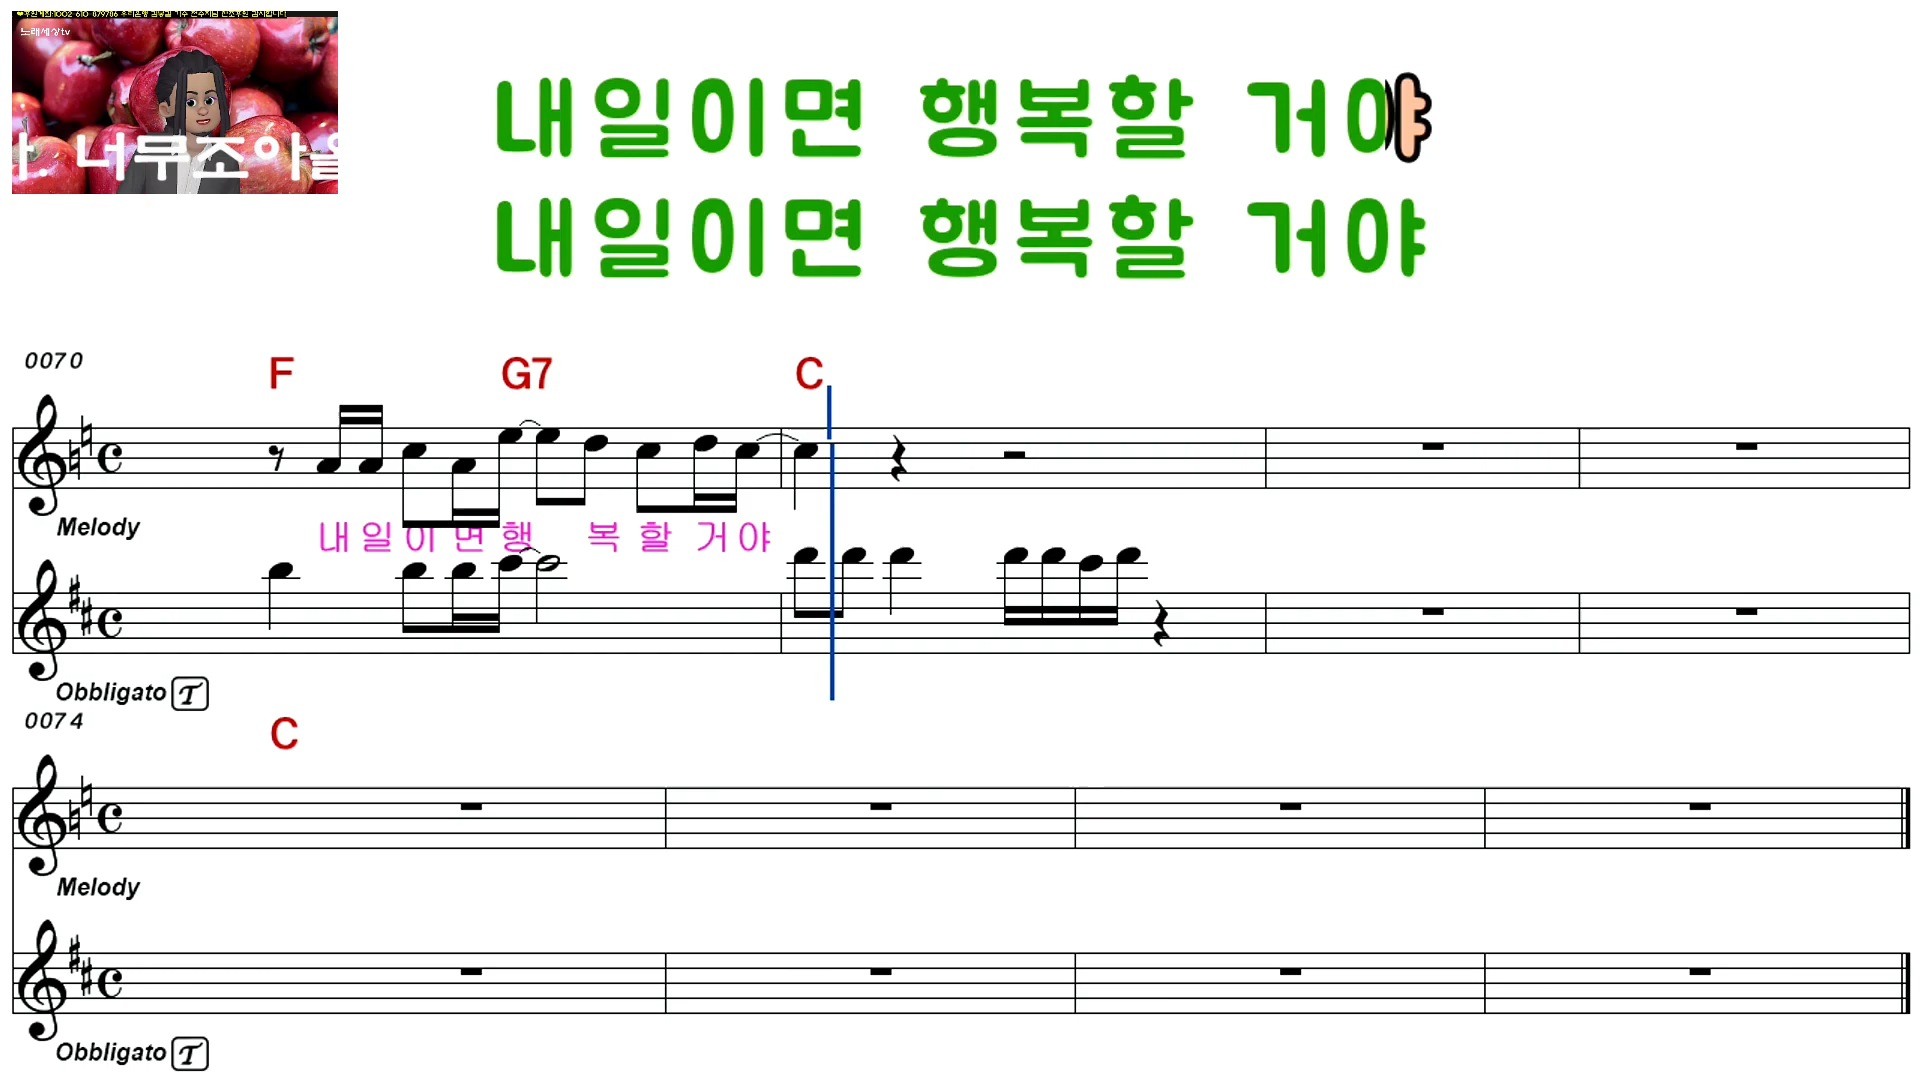 노래세상tv
너무조아을
내일이면 행복할 거야
내일이면 행복할 거야
0070
F G7 C
Melody
내 일 이 면 행 복 할 거 야
Obbligato T
0074
C
Melody
Obbligato T